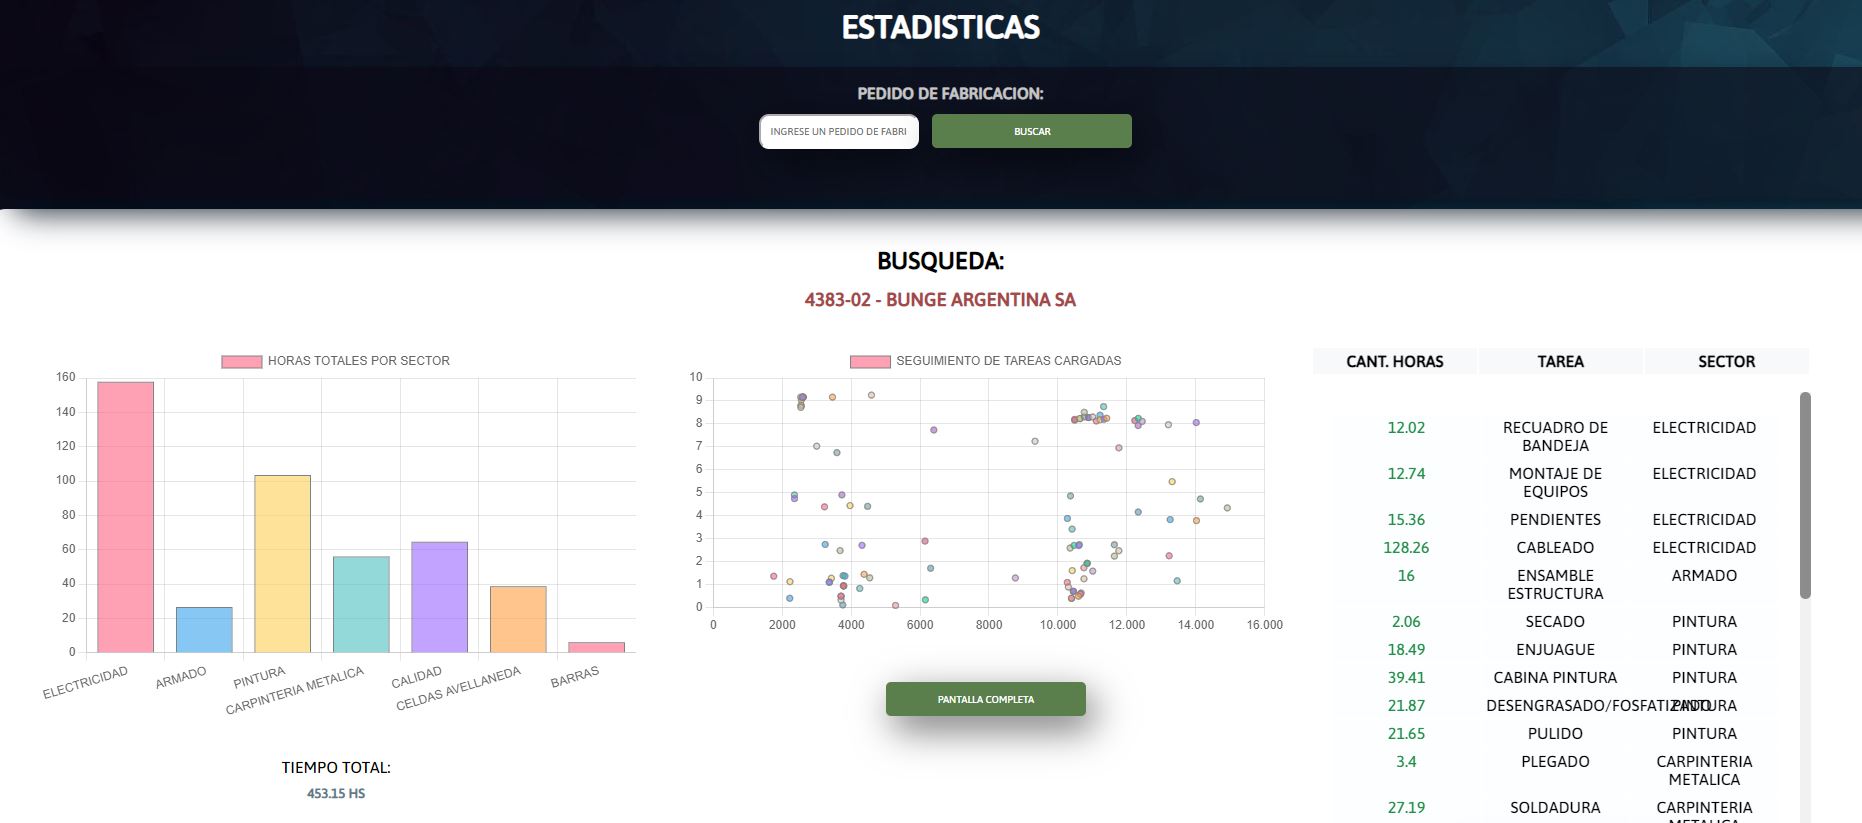 ESTADISTICAS
PEDIDO DE FABRICACION:
INGRESE UN PEDIDO DE FABRI
BUSCAR
BUSQUEDA:
4383-02 - BUNGE ARGENTINA SA
HORAS TOTALES POR SECTOR
160
140
120
100
80
60
40
20
0
ELECTRICIDAD
ARMADO
PINTURA
CARPINTERIA METALICA
CALIDAD
CELDAS AVELLANEDA
BARRAS
TIEMPO TOTAL:
453.15 HS
SEGUIMIENTO DE TAREAS CARGADAS
10
9
8
7
6
5
4
3
2
1
0
0 2000 4000 6000 8000 10.000 12.000 14.000 16.000
PANTALLA COMPLETA
CANT. HORAS TAREA SECTOR
12.02 RECUADRO DE ELECTRICIDAD
BANDEJA
12.74 MONTAJE DE ELECTRICIDAD
EQUIPOS
15.36 PENDIENTES ELECTRICIDAD
128.26 CABLEADO ELECTRICIDAD
16 ENSAMBLE ARMADO
ESTRUCTURA
2.06 SECADO PINTURA
18.49 ENJUAGUE PINTURA
39.41 CABINA PINTURA PINTURA
21.87 DESENGRASADO/FOSFATIZADO PINTURA
21.65 PULIDO PINTURA
3.4 PLEGADO CARPINTERIA
METALICA
27.19 SOLDADURA CARPINTERIA
METALICA